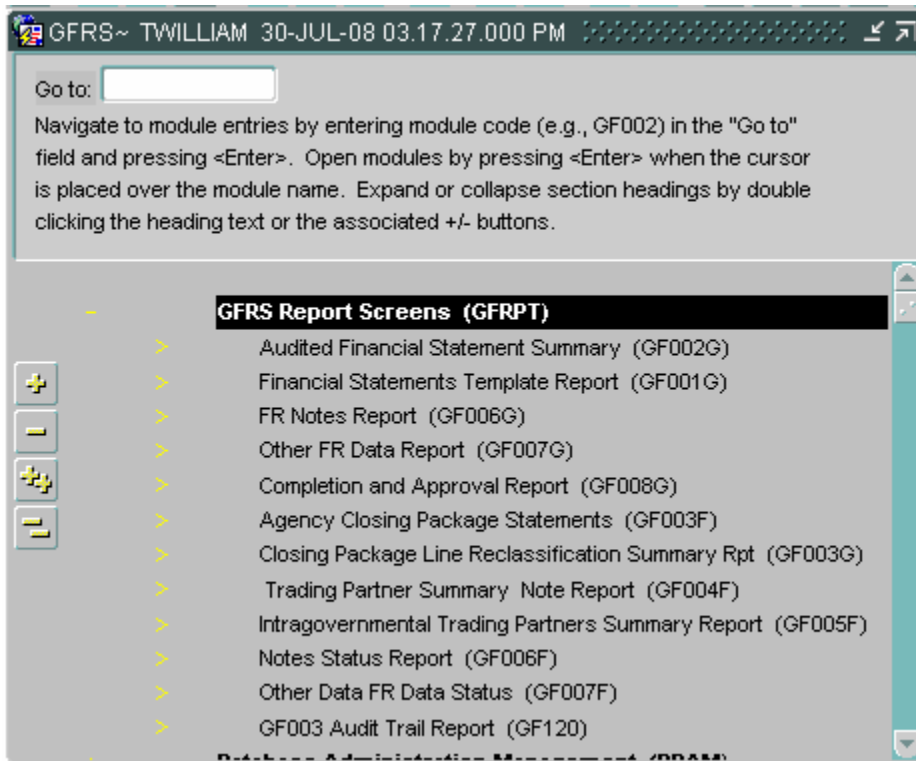 GFRS~ TWILLIAM 30-JUL-08 03.17.27.000 PM
Go to:
Navigate to module entries by entering module code (e.g., GF002) in the "Go to"
field and pressing <Enter>. Open modules by pressing <Enter> when the cursor
is placed over the module name. Expand or collapse section headings by double
clicking the heading text or the associated +/- buttons.
GFRS Report Screens (GFRPT)
Audited Financial Statement Summary (GF002G)
Financial Statements Template Report (GF001G)
FR Notes Report (GF006G)
Other FR Data Report (GF007G)
Completion and Approval Report (GF008G)
Agency Closing Package Statements (GF003F)
Closing Package Line Reclassification Summary Rpt (GF003G)
Trading Partner Summary Note Report (GF004F)
Intragovernmental Trading Partners Summary Report (GF005F)
Notes Status Report (GF006F)
Other Data FR Data Status (GF007F)
GF003 Audit Trail Report (GF120)
Database Administration Management